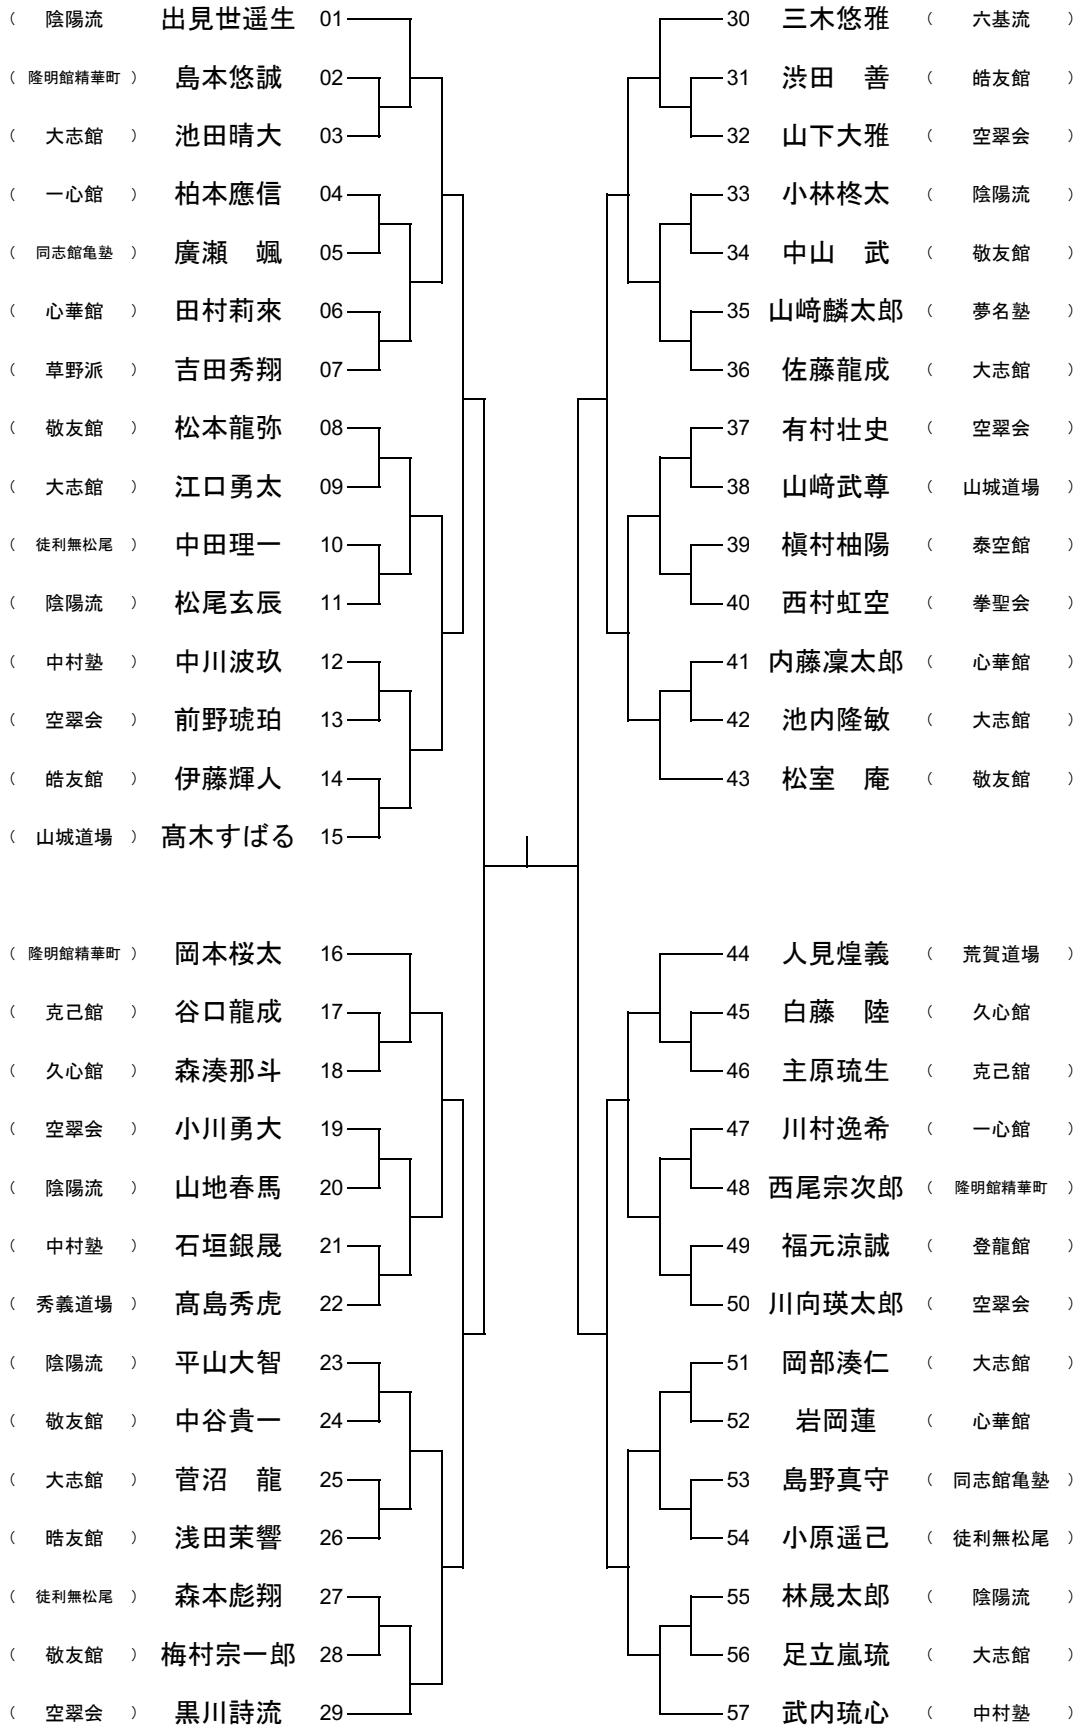 （ 陰陽流 出見世遥生 01
（ 隆明館精華町 ） 島本悠誠 02
（ 大志館 ） 池田晴大 03
（ 一心館 ） 柏本應信 04
（ 同志館亀塾 ） 廣瀬　颯 05
（ 心華館 ） 田村莉來 06
（ 草野派 ） 吉田秀翔 07
（ 敬友館 ） 松本龍弥 08
（ 大志館 ） 江口勇太 09
（ 徒利無松尾 ） 中田理一 10
（ 陰陽流 ） 松尾玄辰 11
（ 中村塾 ） 中川波玖 12
（ 空翠会 ） 前野琥珀 13
（ 皓友館 ） 伊藤輝人 14
（ 山城道場 ） 髙木すばる 15
（ 隆明館精華町 ） 岡本桜太 16
（ 克己館 ） 谷口龍成 17
（ 久心館 ） 森湊那斗 18
（ 空翠会 ） 小川勇大 19
（ 陰陽流 ） 山地春馬 20
（ 中村塾 ） 石垣銀晟 21
（ 秀義道場 ） 髙島秀虎 22
（ 陰陽流 ） 平山大智 23
（ 敬友館 ） 中谷貴一 24
（ 大志館 ） 菅沼　龍 25
（ 晧友館 ） 浅田茉響 26
（ 徒利無松尾 ） 森本彪翔 27
（ 敬友館 ） 梅村宗一郎 28
（ 空翠会 ） 黒川詩流 29
30 三木悠雅 （ 六基流 ）
31 渋田　善 （ 皓友館 ）
32 山下大雅 （ 空翠会 ）
33 小林柊太 （ 陰陽流 ）
34 中山　武 （ 敬友館 ）
35 山﨑麟太郎 （ 夢名塾 ）
36 佐藤龍成 （ 大志館 ）
37 有村壮史 （ 空翠会 ）
38 山﨑武尊 （ 山城道場 ）
39 槇村柚陽 （ 泰空館 ）
40 西村虹空 （ 拳聖会 ）
41 内藤凜太郎 （ 心華館 ）
42 池内隆敏 （ 大志館 ）
43 松室　庵 （ 敬友館 ）
44 人見煌義 （ 荒賀道場 ）
45 白藤　陸 （ 久心館
46 主原琉生 （ 克己舘 ）
47 川村逸希 （ 一心館 ）
48 西尾宗次郎 （ 隆明館精華町 ）
49 福元涼誠 （ 登龍館 ）
50 川向瑛太郎 （ 空翠会 ）
51 岡部湊仁 （ 大志館 ）
52 岩岡蓮 （ 心華館
53 島野真守 （ 同志館亀塾 ）
54 小原遥己 （ 徒利無松尾 ）
55 林晟太郎 （ 陰陽流 ）
56 足立嵐琉 （ 大志館 ）
57 武内琉心 （ 中村塾 ）